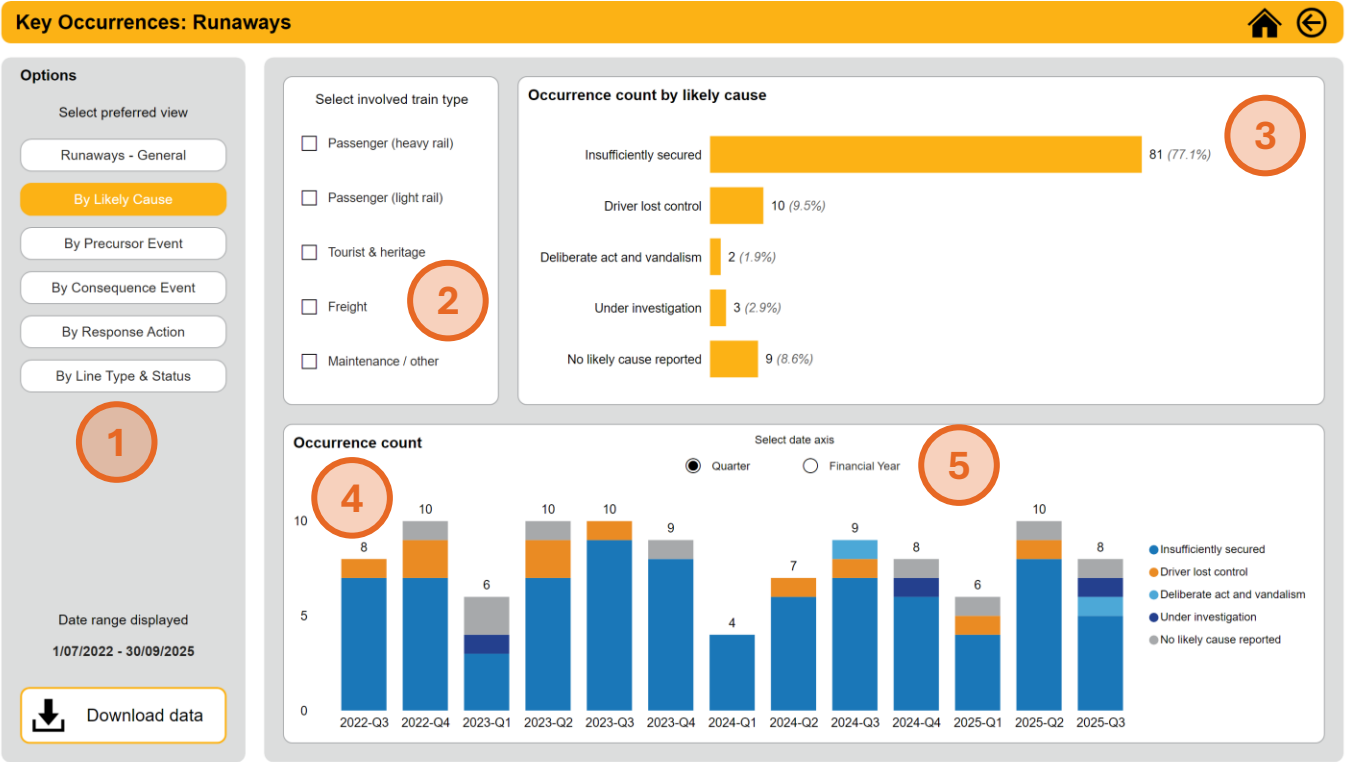 Key Occurrences: Runaways
Options
Select preferred view
Runaways - General
By Likely Cause
By Precursor Event
By Consequence Event
By Response Action
By Line Type & Status
1
Date range displayed
1/07/2022 - 30/09/2025
Download data
Select involved train type
Passenger (heavy rail)
Passenger (light rail)
Tourist & heritage
Freight
Maintenance / other
2
Occurrence count by likely cause
3
Insufficiently secured 81 (77.1%)
Driver lost control 10 (9.5%)
Deliberate act and vandalism 2 (1.9%)
Under investigation 3 (2.9%)
No likely cause reported 9 (8.6%)
Occurrence count
Select date axis
Quarter Financial Year
5
4
10
5
0
8 10 6 10 10 9 4 7 9 8 6 10 8
2022-Q3 2022-Q4 2023-Q1 2023-Q2 2023-Q3 2023-Q4 2024-Q1 2024-Q2 2024-Q3 2024-Q4 2025-Q1 2025-Q2 2025-Q3
Insufficiently secured
Driver lost control
Deliberate act and vandalism
Under investigation
No likely cause reported